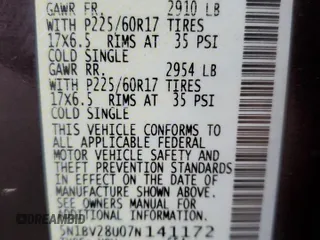 GAWR FR. 2910 LB
WITH P225/60R17 TIRES
17X6.5 RIMS AT 35 PSI
COLD SINGLE
GAWR RR. 2954 LB
WITH P225/60R17 TIRES
17X6.5 RIMS AT 35 PSI
COLD SINGLE
THIS VEHICLE CONFORMS TO
ALL APPLICABLE FEDERAL
MOTOR VEHICLE SAFETY AND
THEFT PREVENTION STANDARDS
IN EFFECT ON THE DATE OF
MANUFACTURE SHOWN ABOVE.
SEE OWNERS MANUAL FOR
ADDITIONAL INFORMATION
5N1BV28U07N141172
© DREAMBID